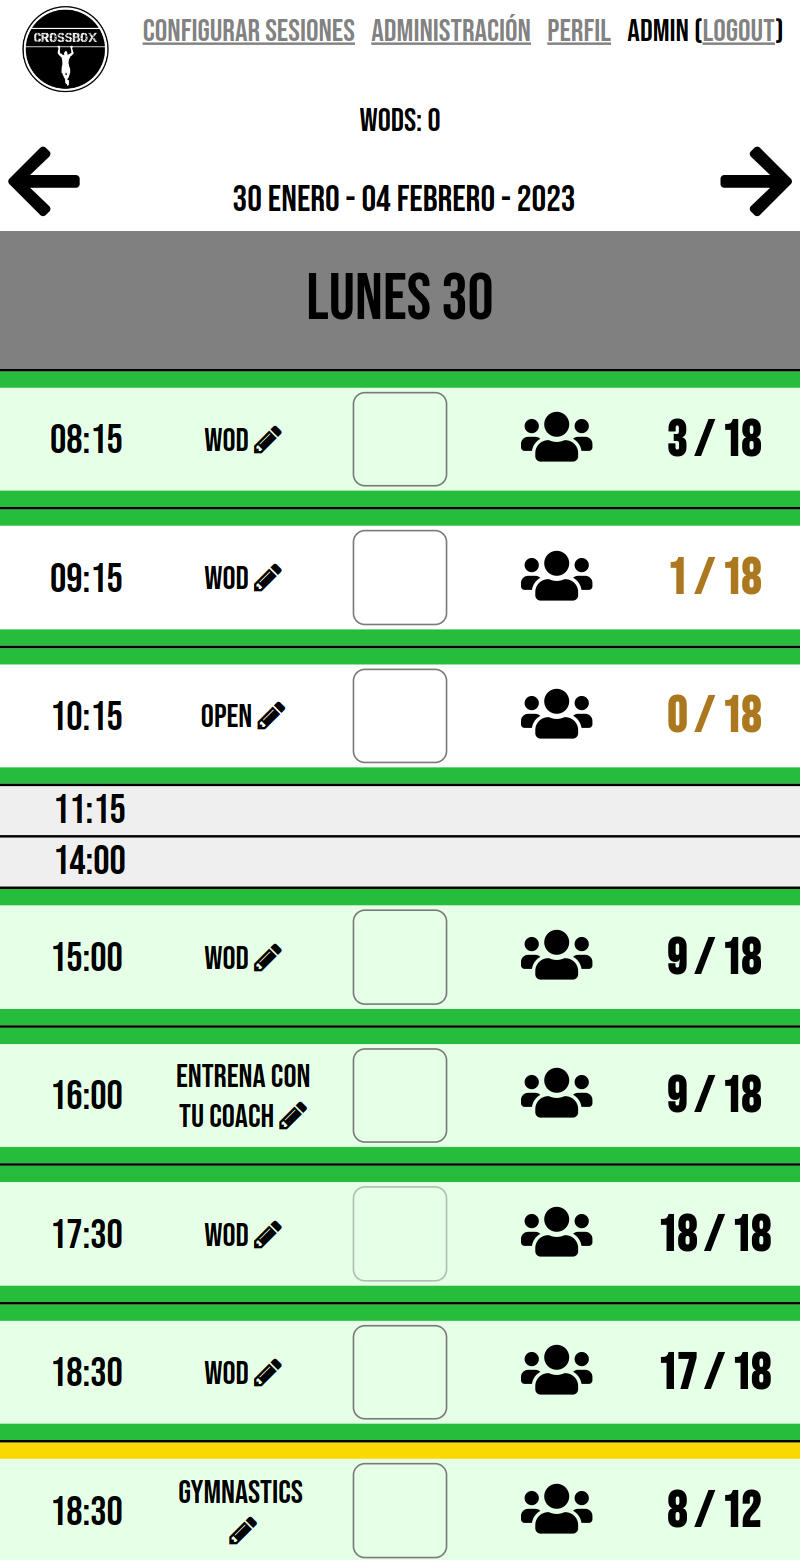 CROSSBOX
CONFIGURAR SESIONES ADMINISTRACIÓN PERFIL ADMIN (LOGOUT)
WODS: 0
30 ENERO - 04 FEBRERO - 2023
LUNES 30
08:15 WOD 3 / 18
09:15 WOD 1 / 18
10:15 OPEN 0 / 18
11:15
14:00
15:00 WOD 9 / 18
16:00 ENTRENA CON
TU COACH 9 / 18
17:30 WOD 18 / 18
18:30 WOD 17 / 18
18:30 GYMNASTICS 8 / 12